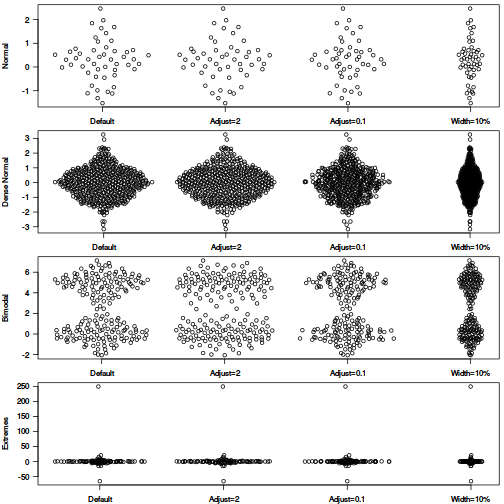 Normal
2
1
0
-1
Default Adjust=2 Adjust=0.1 Width=10%
Dense Normal
3
2
1
0
-1
-2
-3
Default Adjust=2 Adjust=0.1 Width=10%
Bimodal
6
4
2
0
-2
Default Adjust=2 Adjust=0.1 Width=10%
Extremes
250
200
150
100
50
0
-50
Default Adjust=2 Adjust=0.1 Width=10%